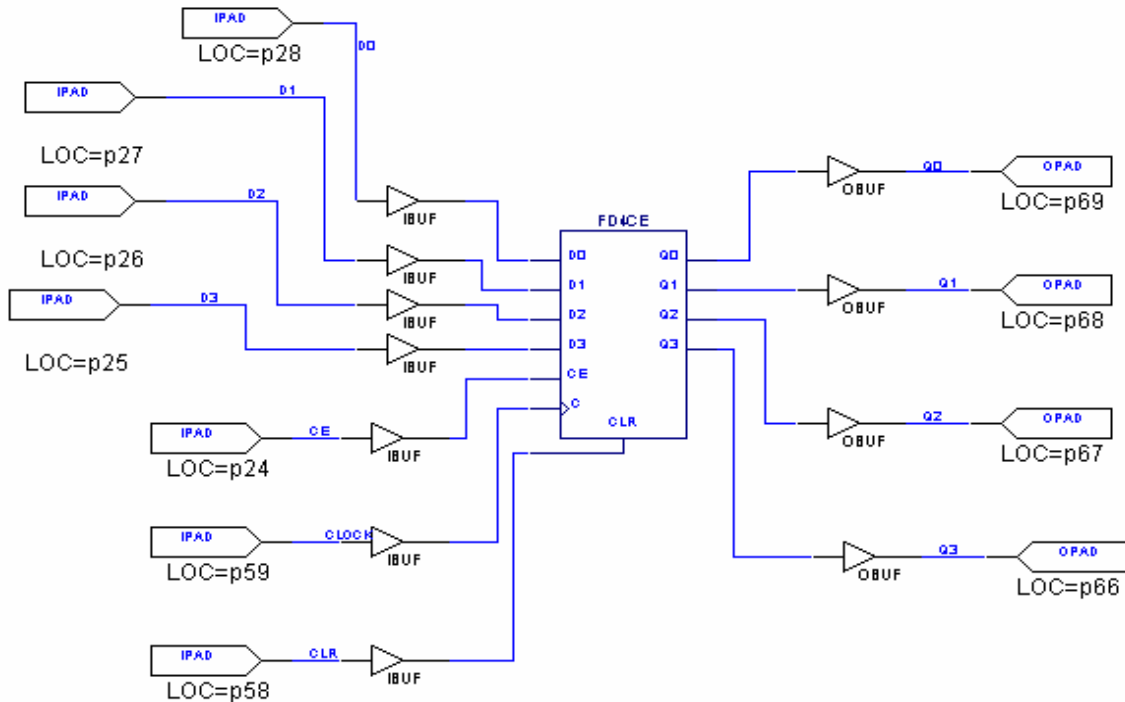 IPAD
LOC=p28
D0
IPAD
D1
LOC=p27
IPAD
D2
LOC=p26
IPAD
D3
LOC=p25
IBUF
IBUF
IBUF
IBUF
IPAD
CE
IBUF
LOC=p24
IPAD
CLOCK
IBUF
LOC=p59
IPAD
CLR
IBUF
LOC=p58
FD4CE
D0 Q0
D1 Q1
D2 Q2
D3 Q3
CE
C
CLR
OBUF
Q0
OPAD
LOC=p69
OBUF
Q1
OPAD
LOC=p68
OBUF
Q2
OPAD
LOC=p67
OBUF
Q3
OPAD
LOC=p66